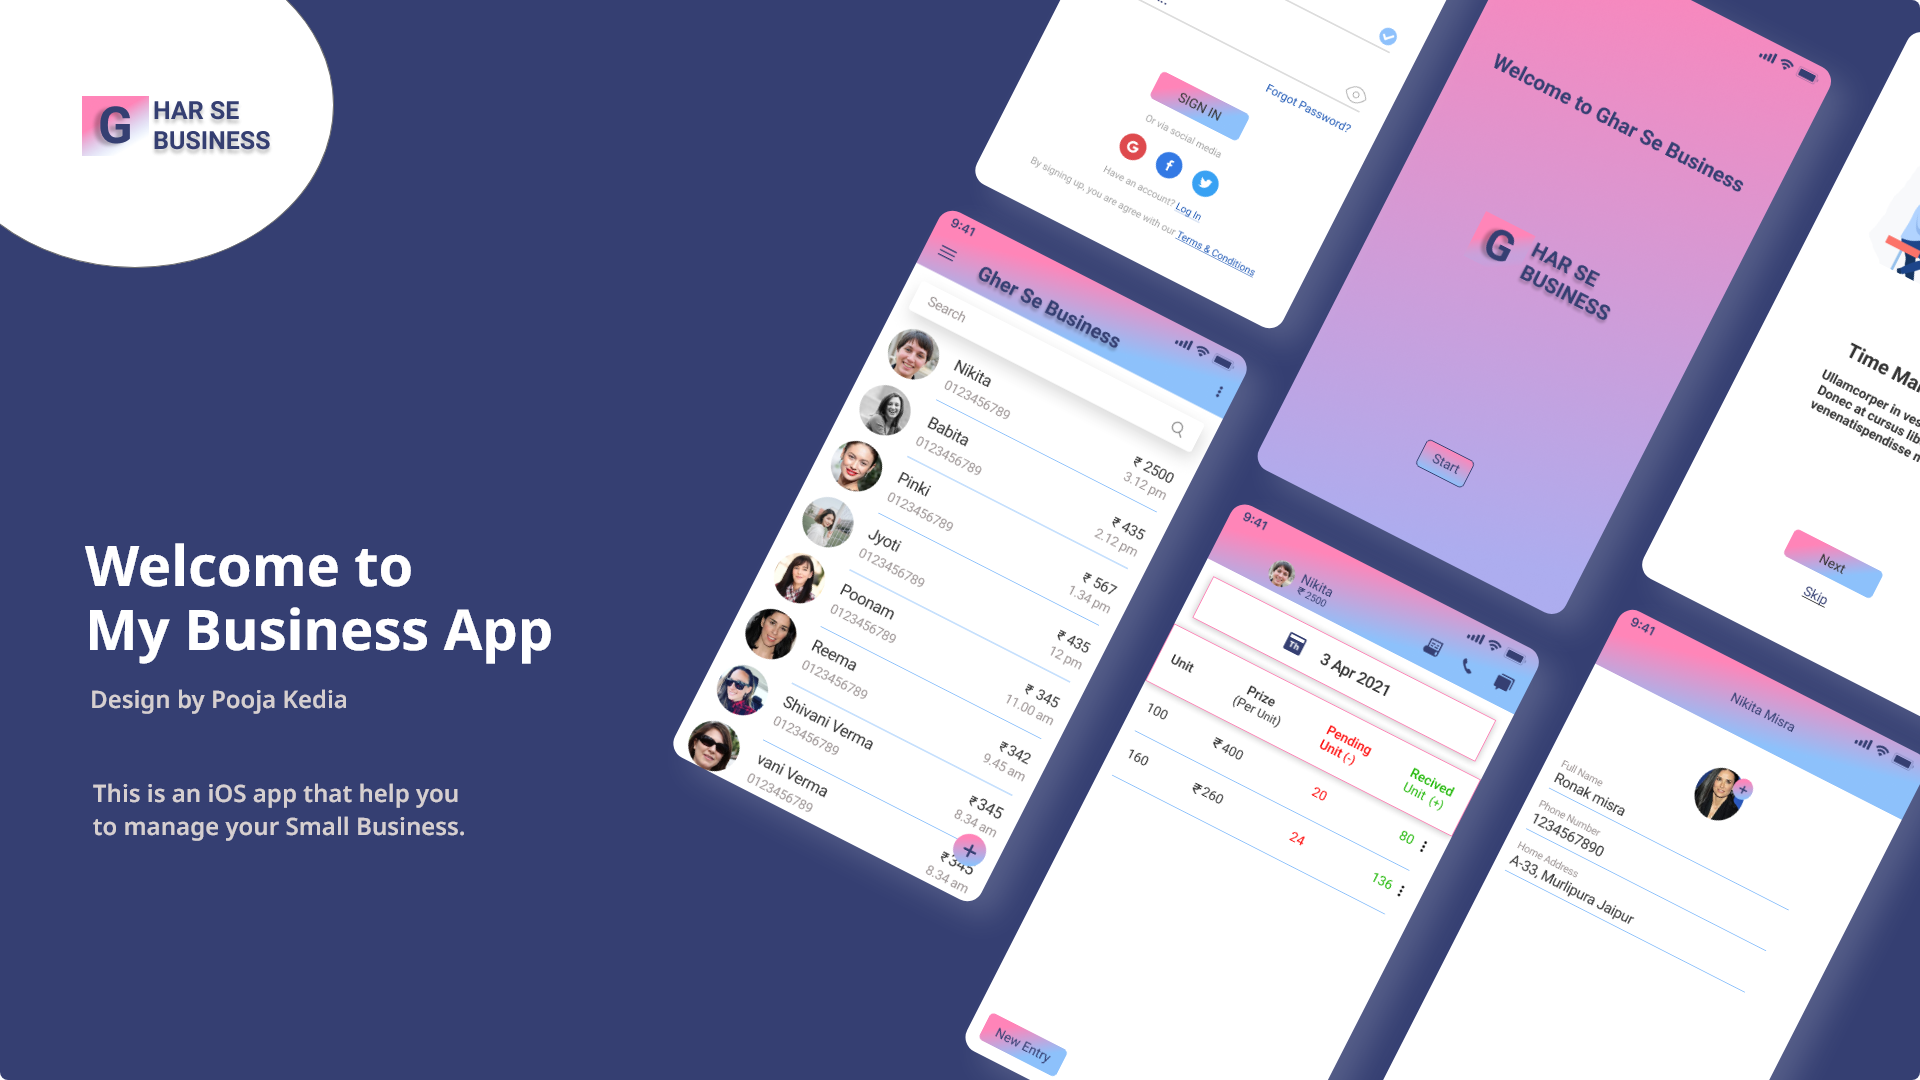 G HAR SE
BUSINESS
Welcome to
My Business App
Design by Pooja Kedia
This is an iOS app that help you
to manage your Small Business.
Forgot Password?
SIGN IN
Or via social media
Have an account? Log In
By signing up, you are agree with our Terms & Conditions
9:41
Gher Se Business
Search
Nikita
0123456789
₹ 2500
3.12 pm
Babita
0123456789
₹ 435
2.12 pm
Pinki
0123456789
₹ 567
1.34 pm
Jyoti
0123456789
₹ 435
12 pm
Poonam
0123456789
₹ 345
11.00 am
Reema
0123456789
₹342
9.45 am
Shivani Verma
0123456789
₹345
8.34 am
vani Verma
0123456789
₹345
8.34 am
+
Welcome to Ghar Se Business
G HAR SE
BUSINESS
Start
9:41
Nikita
₹ 2500
Th
3 Apr 2021
Unit
Prize
(Per Unit)
Pending
Unit (-)
Recived
Unit (+)
100
₹400
20
80
160
₹260
24
136
New Entry
Time
Ullamcorper in
Donec at cursus
venenatispendisse
Next
Skip
9:41
Nikita Misra
Full Name
Ronak misra
Phone Number
1234567890
Home Address
A-33, Murlipura Jaipur